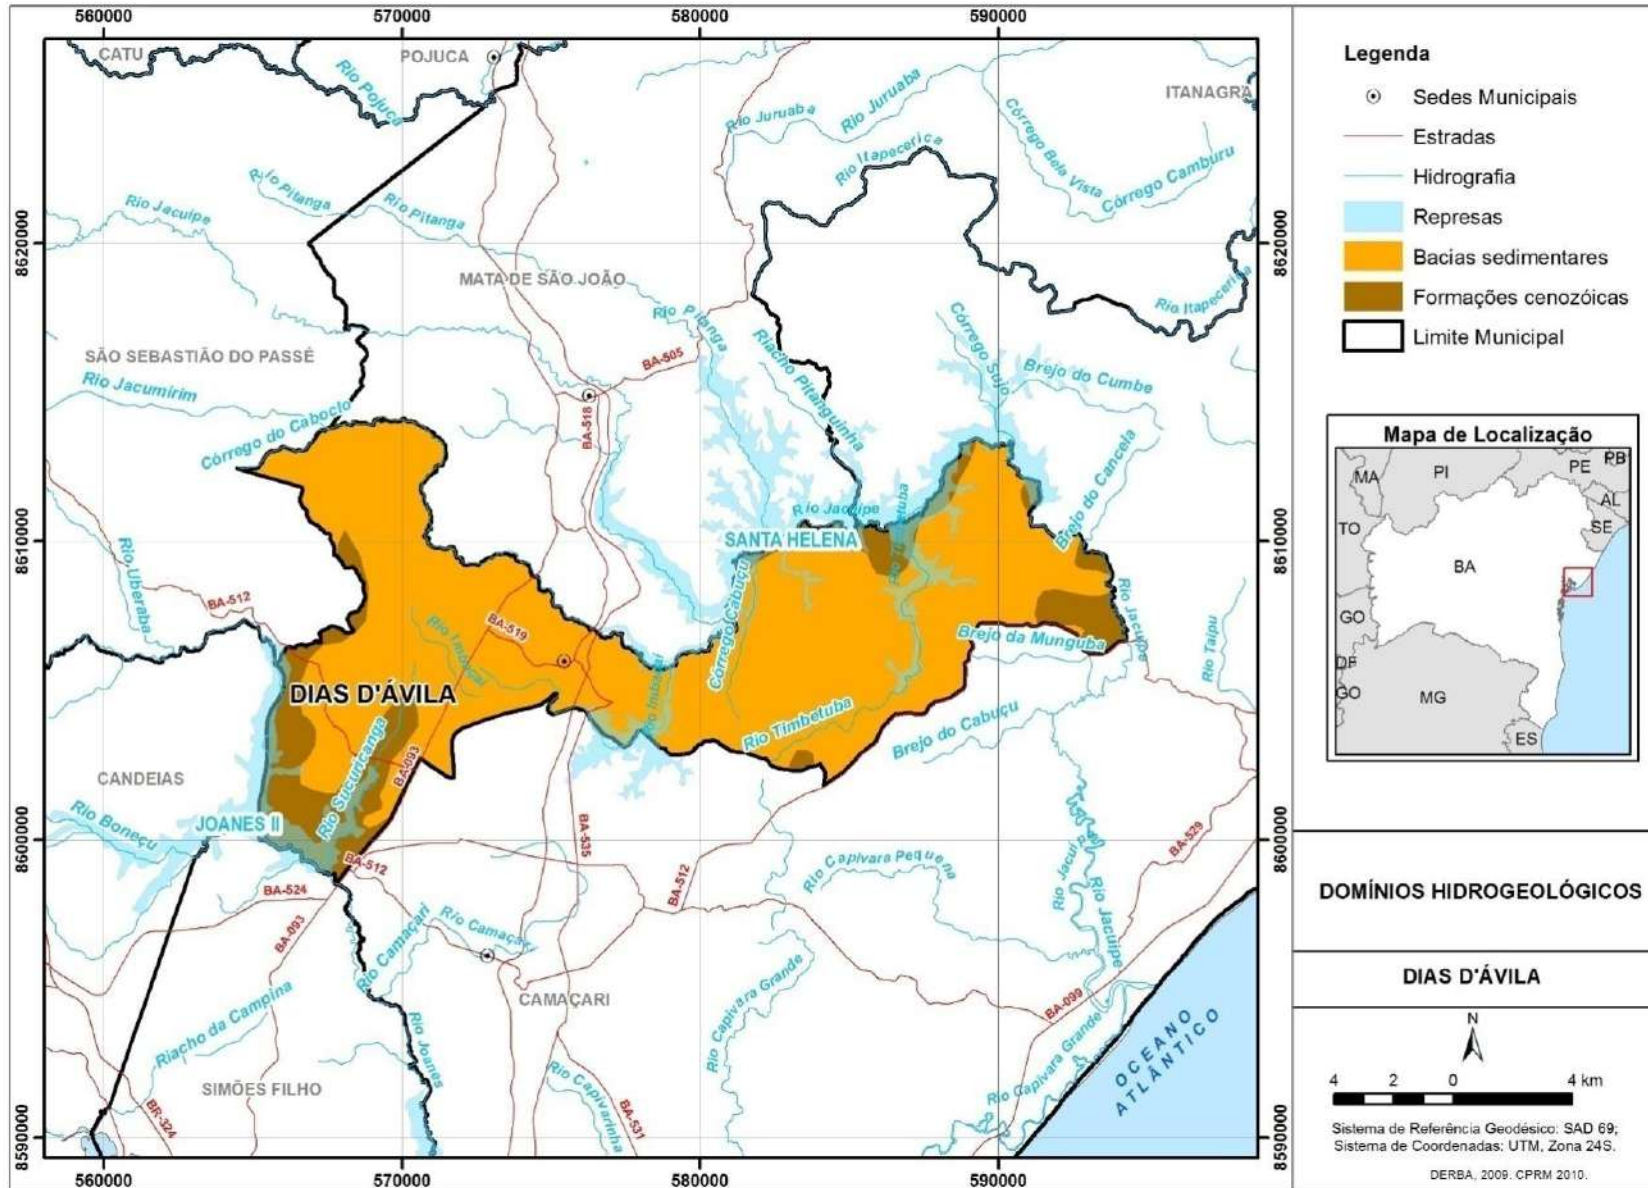 560000
570000
580000
590000
CATU
POJUCA
Rio Pojuca
ITANAGRA
Rio Juruaba
Rio Juruaba
Rio Itapecerica
Córrego Bela Vista
Córrego Camburu
Rio Pitanga
Rio Pitanga
Rio Jacuipe
8620000
8620000
MATA DE SÃO JOÃO
Rio Itapecerica
Rio Pitanga
Córrego Sujo
Riacho Pitanguinha
SÃO SEBASTIÃO DO PASSÉ
BA-505
Brejo do Cumbe
Rio Jacumirim
Córrego do Caboclo
BA-518
Brejo do Cancela
Rio Jacuipe
8610000
8610000
SANTA HELENA
Rio Uberaba
BA-512
Córrego Cabuçu
Rio Jacuipe
BA-519
Rio Imbaçaí
Brejo da Munguba
Rio Taipu
DIAS D'ÁVILA
Rio Timbetuba
Brejo do Cabuçu
Rio Sucuricanga
BA-093
CANDEIAS
Rio Boneçu
JOANES II
8600000
8600000
BA-535
BA-529
BA-512
BA-512
Rio Capivara Pequena
Rio Jacuípe
BA-524
BA-093
Rio Camaçari
Rio Camaçari
Rio Jacuipe
Rio Capivara Grande
CAMAÇARI
BA-099
Riacho da Campina
Rio Joanes
OCEANO
ATLÂNTICO
SIMÕES FILHO
Rio Capivarinha
Rio Capivara Grande
BR-324
BA-531
8590000
8590000
560000
570000
580000
590000
Legenda
Sedes Municipais
Estradas
Hidrografia
Represas
Bacias sedimentares
Formações cenozóicas
Limite Municipal
Mapa de Localização
MA
PI
PE
PB
AL
SE
TO
BA
GO
DF
GO
MG
ES
DOMÍNIOS HIDROGEOLÓGICOS
DIAS D'ÁVILA
N
4 2 0 4 km
Sistema de Referência Geodésico: SAD 69;
Sistema de Coordenadas: UTM, Zona 24S.
DERBA, 2009. CPRM 2010.